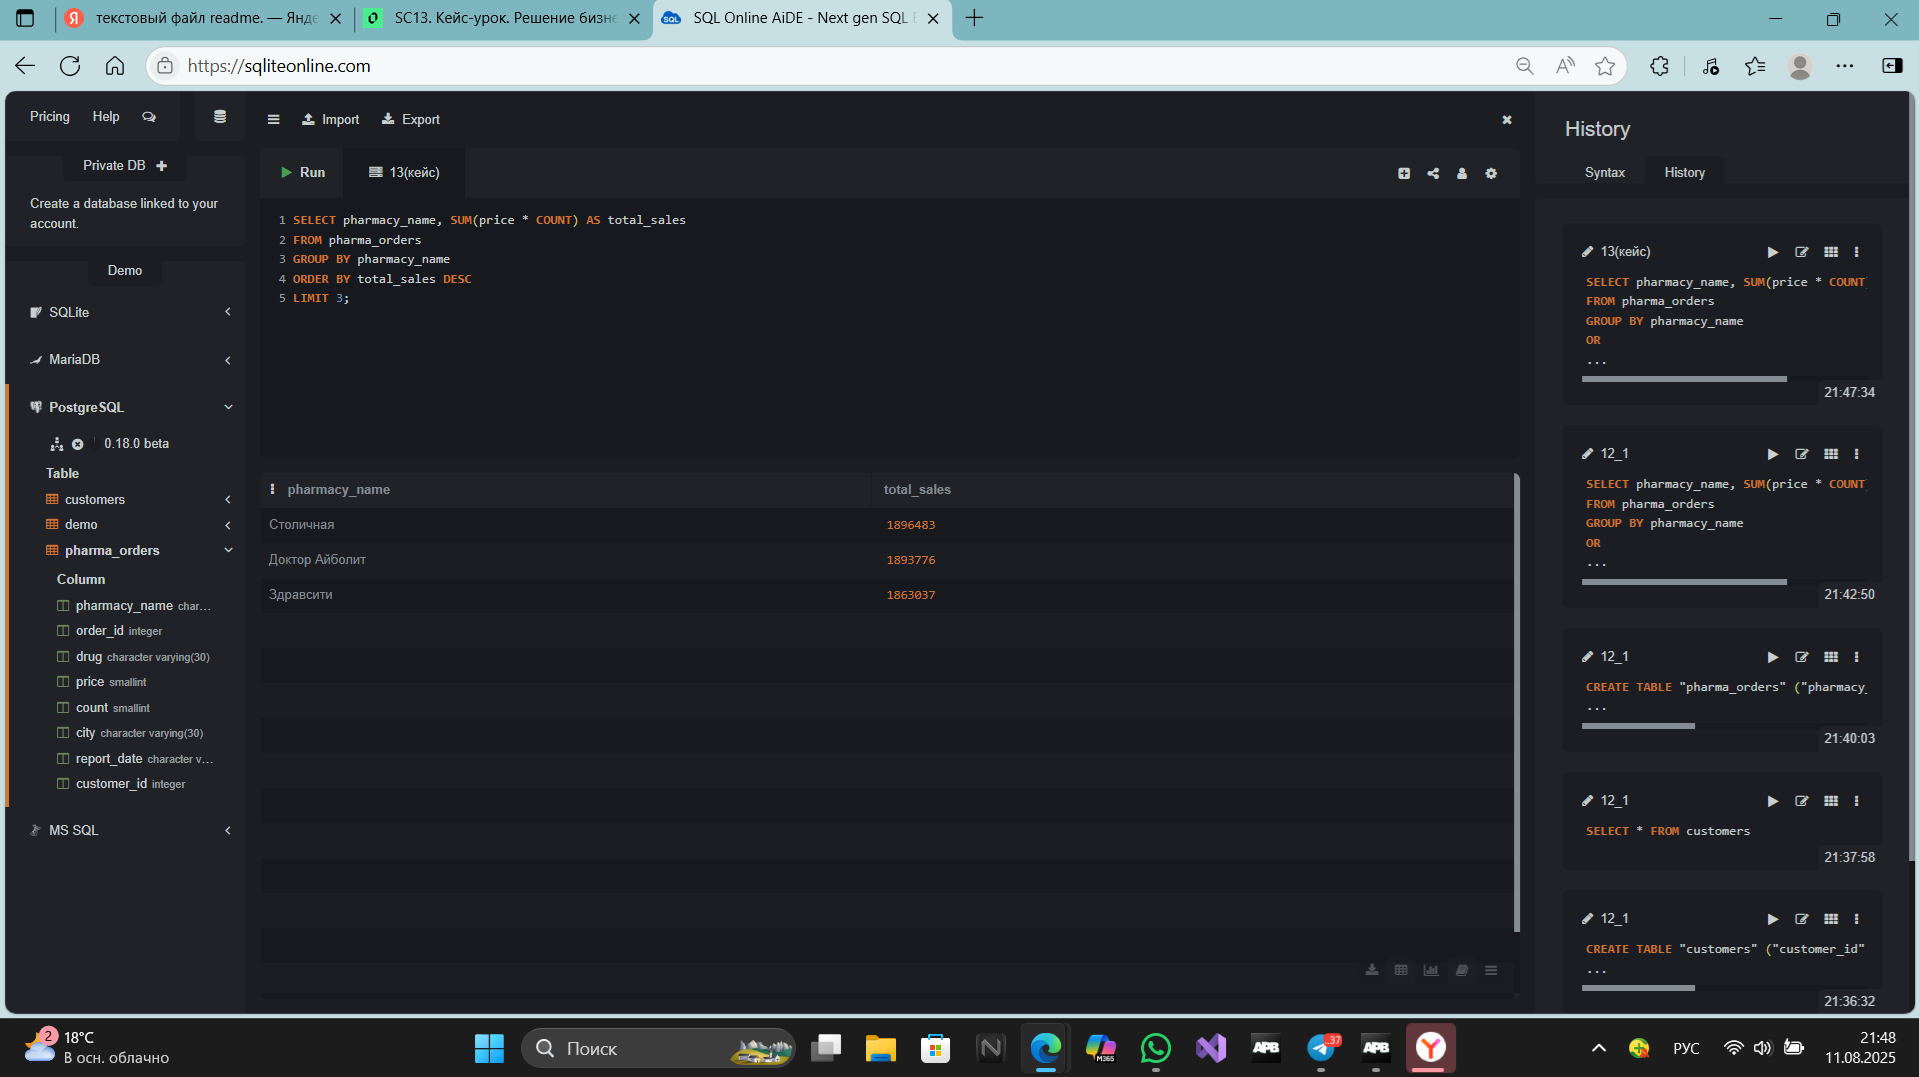 текстовый файл readme. — Янде
SC13. Кейс-урок. Решение бизне
SQL Online AiDE - Next gen SQL E
https://sqliteonline.com
Pricing
Help
Private DB
Create a database linked to your
account.
Demo
SQLite
MariaDB
PostgreSQL
0.18.0 beta
Table
customers
demo
pharma_orders
Column
pharmacy_name char...
order_id integer
drug character varying(30)
price smallint
count smallint
city character varying(30)
report_date character v...
customer_id integer
MS SQL
Import
Export
Run
13(кейс)
1 SELECT pharmacy_name, SUM(price * COUNT) AS total_sales
2 FROM pharma_orders
3 GROUP BY pharmacy_name
4 ORDER BY total_sales DESC
5 LIMIT 3;
pharmacy_name total_sales
Столичная 1896483
Доктор Айболит 1893776
Здравсити 1863037
History
Syntax
History
13(кейс)
SELECT pharmacy_name, SUM(price * COUNT
FROM pharma_orders
GROUP BY pharmacy_name
OR
...
21:47:34
12_1
SELECT pharmacy_name, SUM(price * COUNT
FROM pharma_orders
GROUP BY pharmacy_name
OR
...
21:42:50
12_1
CREATE TABLE "pharma_orders" ("pharmacy_
...
21:40:03
12_1
SELECT * FROM customers
21:37:58
12_1
CREATE TABLE "customers" ("customer_id"
...
21:36:32
2
18°C
В осн. облачно
Поиск
M365
APB
37
APB
РУС
21:48
11.08.2025